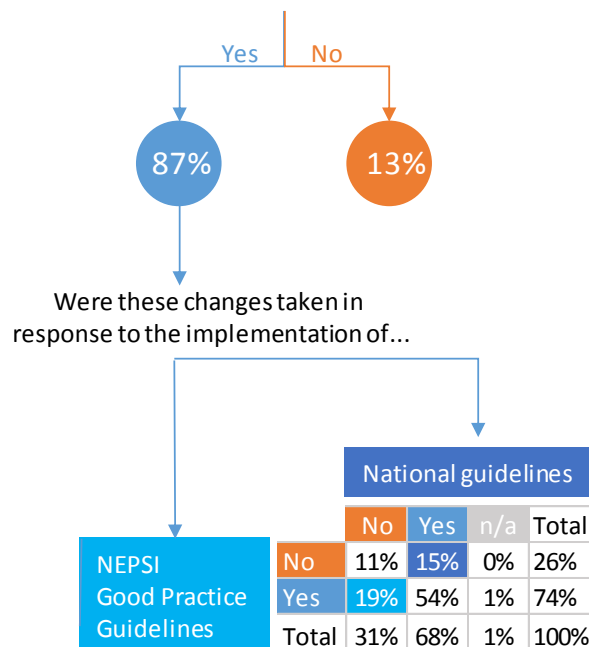 Yes No
87% 13%
Were these changes taken in
response to the implementation of...
National guidelines
No Yes n/a Total
NEPSI
Good Practice
Guidelines
No 11% 15% 0% 26%
Yes 19% 54% 1% 74%
Total 31% 68% 1% 100%